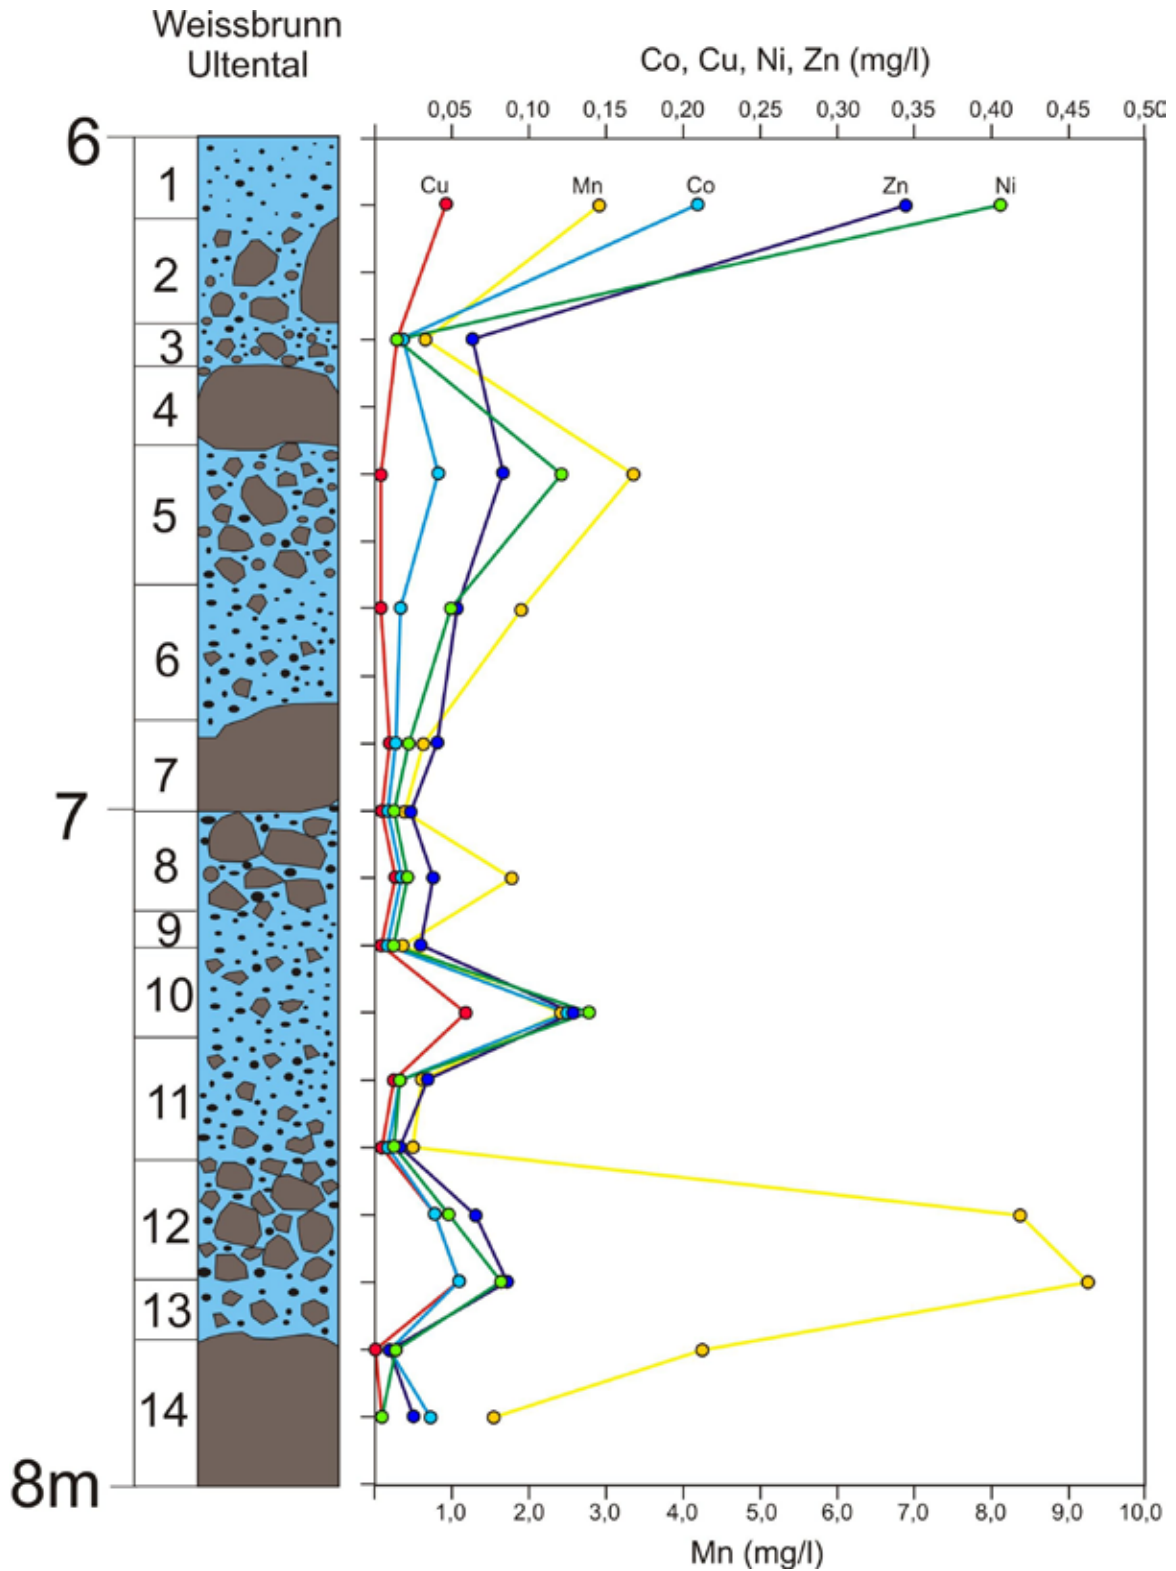 Weissbrunn
Ultental
Co, Cu, Ni, Zn (mg/l)
0,05 0,10 0,15 0,20 0,25 0,30 0,35 0,40 0,45 0,50
6
1
Cu Mn Co Zn Ni
2
3
4
5
6
7
7
8
9
10
11
12
13
14
8m
1,0 2,0 3,0 4,0 5,0 6,0 7,0 8,0 9,0 10,0
Mn (mg/l)